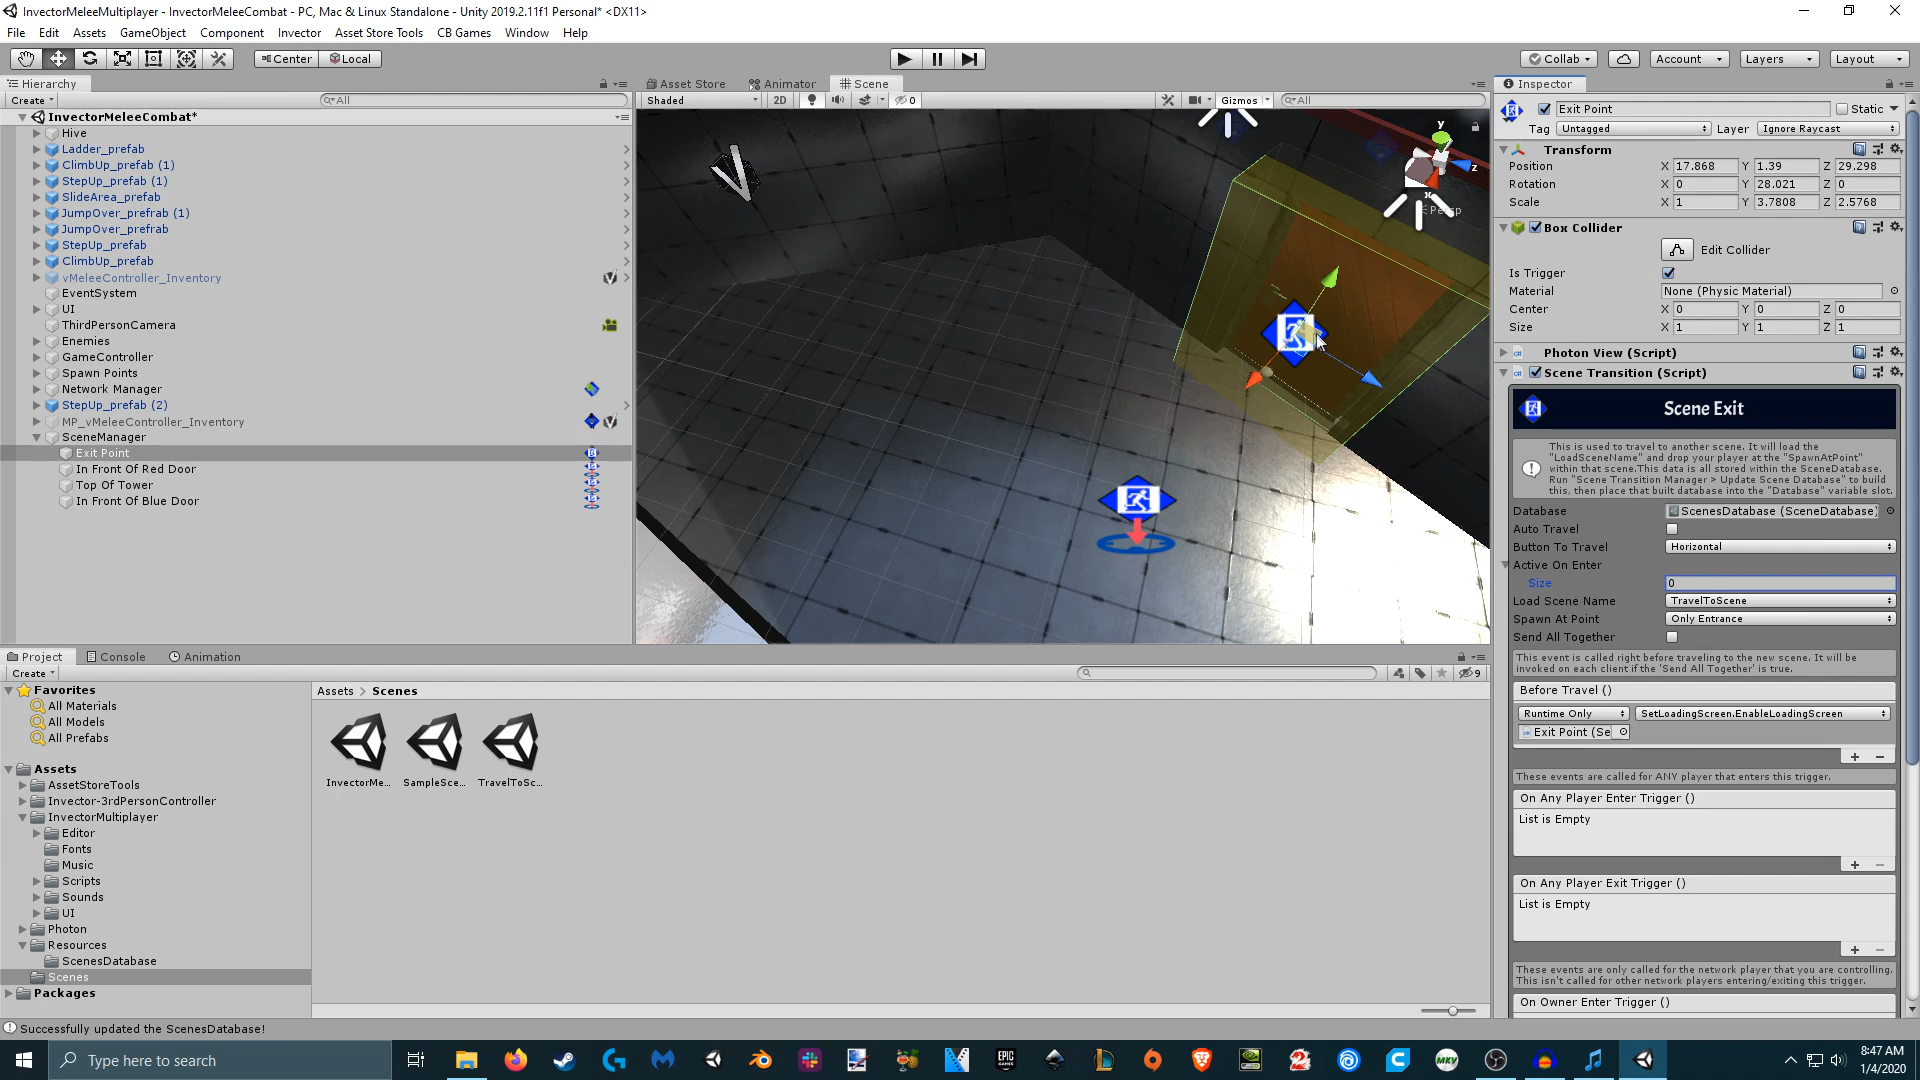 InvectorMeleeMultiplayer - InvectorMeleeCombat - PC, Mac & Linux Standalone - Unity 2019.2.11f1 Personal* <DX11>
File Edit Assets GameObject Component Invector Asset Store Tools CB Games Window Help
Center Local
Collab Account Layers Layout
Hierarchy
Create All
InvectorMeleeCombat*
Hive
Ladder_prefab
ClimbUp_prefab (1)
StepUp_prefab (1)
SlideArea_prefab
JumpOver_prefrab (1)
JumpOver_prefrab
StepUp_prefab
ClimbUp_prefab
vMeleeController_Inventory
EventSystem
UI
ThirdPersonCamera
Enemies
GameController
Spawn Points
Network Manager
StepUp_prefab (2)
MP_vMeleeController_Inventory
SceneManager
Exit Point
In Front Of Red Door
Top Of Tower
In Front Of Blue Door
Asset Store Animator Scene
Shaded 2D 0 Gizmos All
y
z
x
Persp
Inspector
Exit Point Static
Tag Untagged Layer Ignore Raycast
Transform
Position X 17.868 Y 1.39 Z 29.298
Rotation X 0 Y 28.021 Z 0
Scale X 1 Y 3.7808 Z 2.5768
Box Collider
Edit Collider
Is Trigger
Material None (Physic Material)
Center X 0 Y 0 Z 0
Size X 1 Y 1 Z 1
Photon View (Script)
Scene Transition (Script)
Scene Exit
This is used to travel to another scene. It will load the
"LoadSceneName" and drop your player at the "SpawnAtPoint"
within that scene.This data is all stored within the SceneDatabase.
Run "Scene Transition Manager > Update Scene Database" to build
this, then place that built database into the "Database" variable slot.
Database ScenesDatabase (SceneDatabase)
Auto Travel
Button To Travel Horizontal
Active On Enter
Size 0
Load Scene Name TravelToScene
Spawn At Point Only Entrance
Send All Together
This event is called right before traveling to the new scene. It will be
invoked on each client if the 'Send All Together' is true.
Before Travel ()
Runtime Only SetLoadingScreen.EnableLoadingScreen
Exit Point (Se
These events are called for ANY player that enters this trigger.
On Any Player Enter Trigger ()
List is Empty
On Any Player Exit Trigger ()
List is Empty
These events are only called for the network player that you are controlling.
This isn't called for other network players entering/exiting this trigger.
On Owner Enter Trigger ()
Project Console Animation
Create 9
Favorites
All Materials
All Models
All Prefabs
Assets
AssetStoreTools
Invector-3rdPersonController
InvectorMultiplayer
Editor
Fonts
Music
Scripts
Sounds
UI
Photon
Resources
ScenesDatabase
Scenes
Packages
Assets > Scenes
InvectorMe... SampleSce... TravelToSc...
Successfully updated the ScenesDatabase!
Type here to search
EPIC GAMES
MKV
8:47 AM
1/4/2020